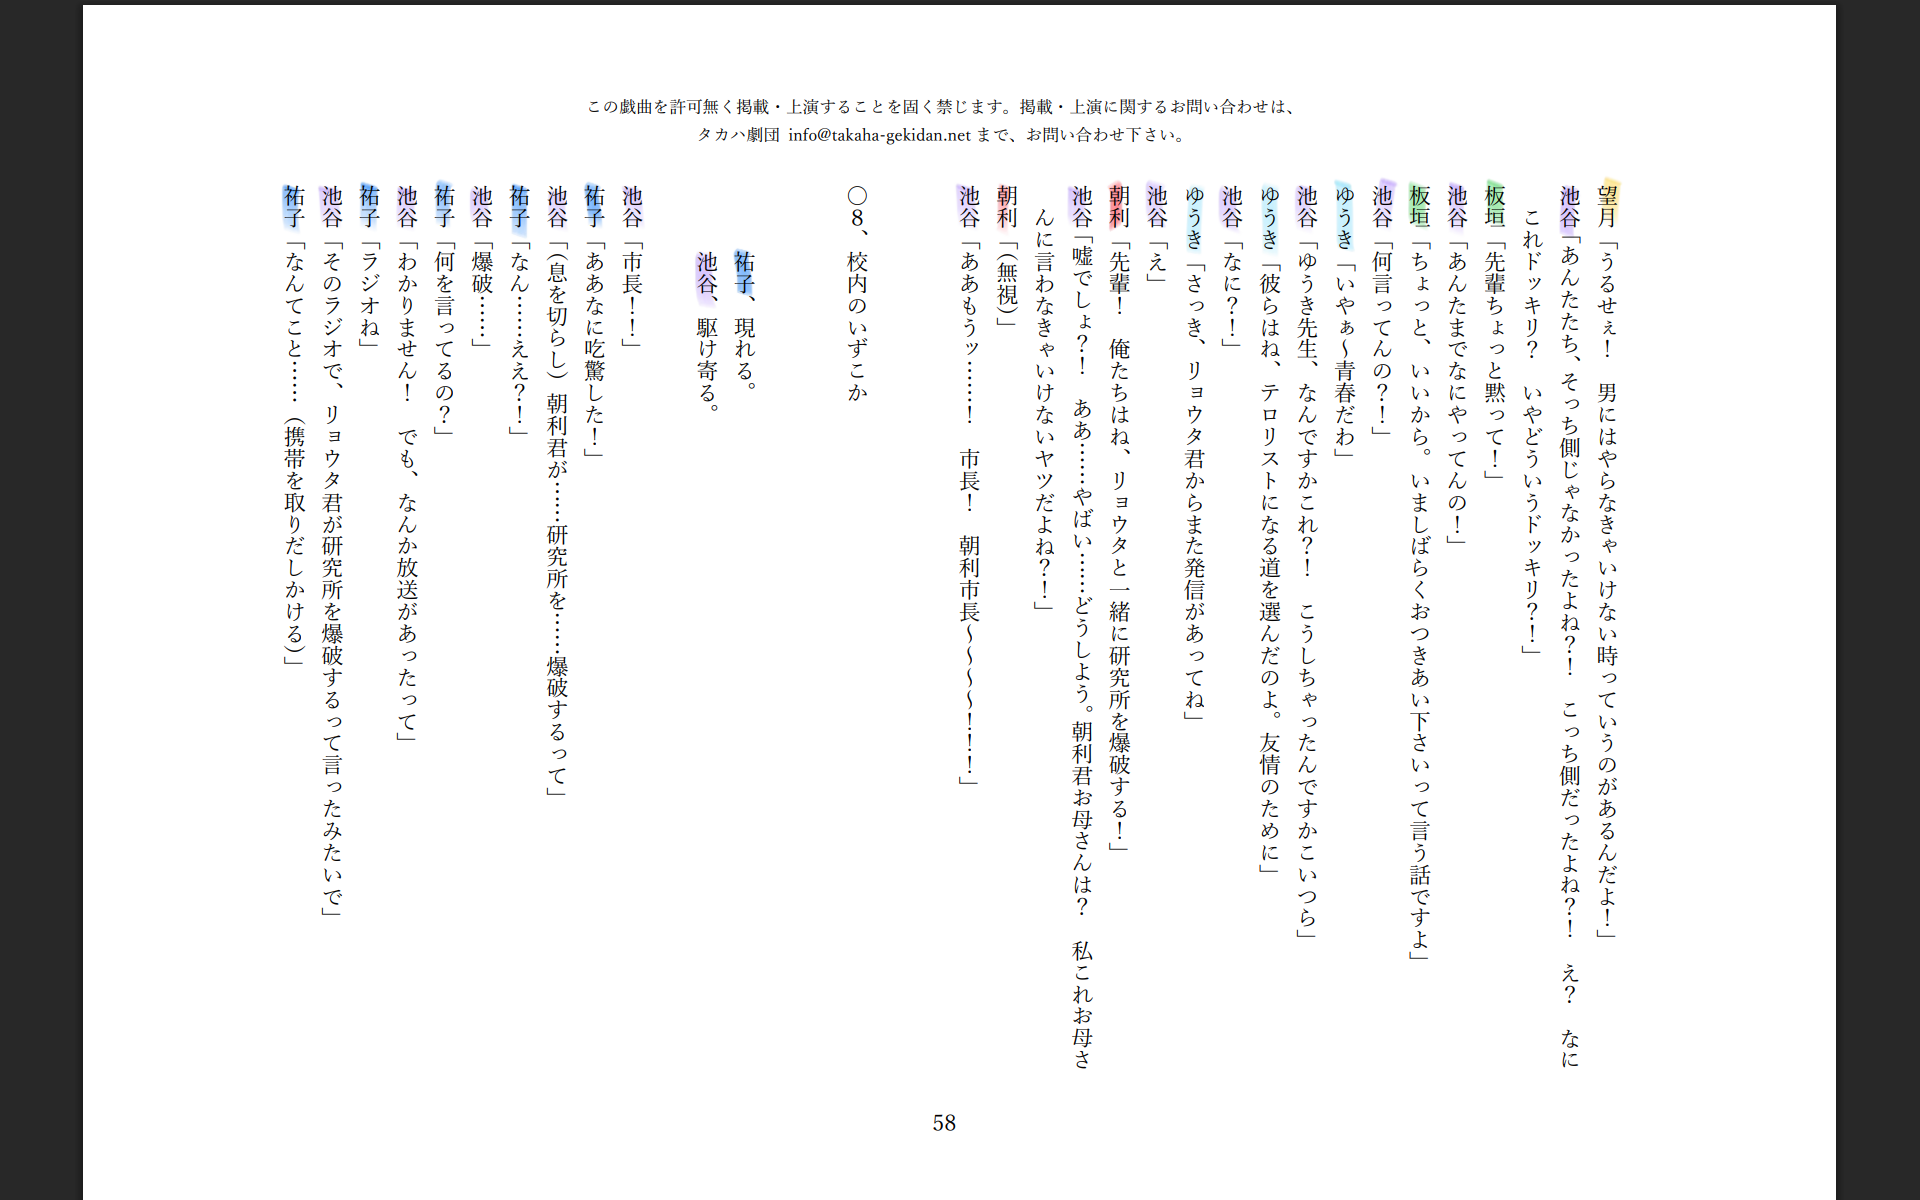 この戯曲を許可無く掲載・上演することを固く禁じます。掲載・上演に関するお問い合わせは、
タカハ劇団 info@takaha-gekidan.net まで、お問い合わせ下さい。
望月「うるせぇ！　男にはやらなきゃいけない時っていうのがあるんだよ！」
池谷「あんたたち、そっち側じゃなかったよね？！　こっち側だったよね？！　え？　なに
これドッキリ？　いやどういうドッキリ？！」
板垣「先輩ちょっと黙って！」
池谷「あんたまでなにやってんの！」
板垣「ちょっと、いいから。いましばらくおつきあい下さいって言う話ですよ」
池谷「何言ってんの？！」
ゆうき「いやぁ～青春だわ」
池谷「ゆうき先生、なんですかこれ？！　こうしちゃったんですかこいつら」
ゆうき「彼らはね、テロリストになる道を選んだのよ。友情のために」
池谷「なに？！」
ゆうき「さっき、リョウタ君からまた発信があってね」
池谷「え」
朝利「先輩！　俺たちはね、リョウタと一緒に研究所を爆破する！」
池谷「嘘でしょ？！　ああ……やばい……どうしよう。朝利君お母さんは？　私これお母さ
んに言わなきゃいけないヤツだよね？！」
朝利「（無視）」
池谷「ああもうッ……！　市長！　朝利市長～～～～！！！」
〇８、校内のいずこか
祐子、現れる。
池谷、駆け寄る。
池谷「市長！！」
祐子「ああなに吃驚した！」
池谷「（息を切らし）朝利君が……研究所を……爆破するって」
祐子「なん……ええ？！」
池谷「爆破……」
祐子「何を言ってるの？」
池谷「わかりません！　でも、なんか放送があったって」
祐子「ラジオね」
池谷「そのラジオで、リョウタ君が研究所を爆破するって言ったみたいで」
祐子「なんてこと……（携帯を取りだしかける）」
58